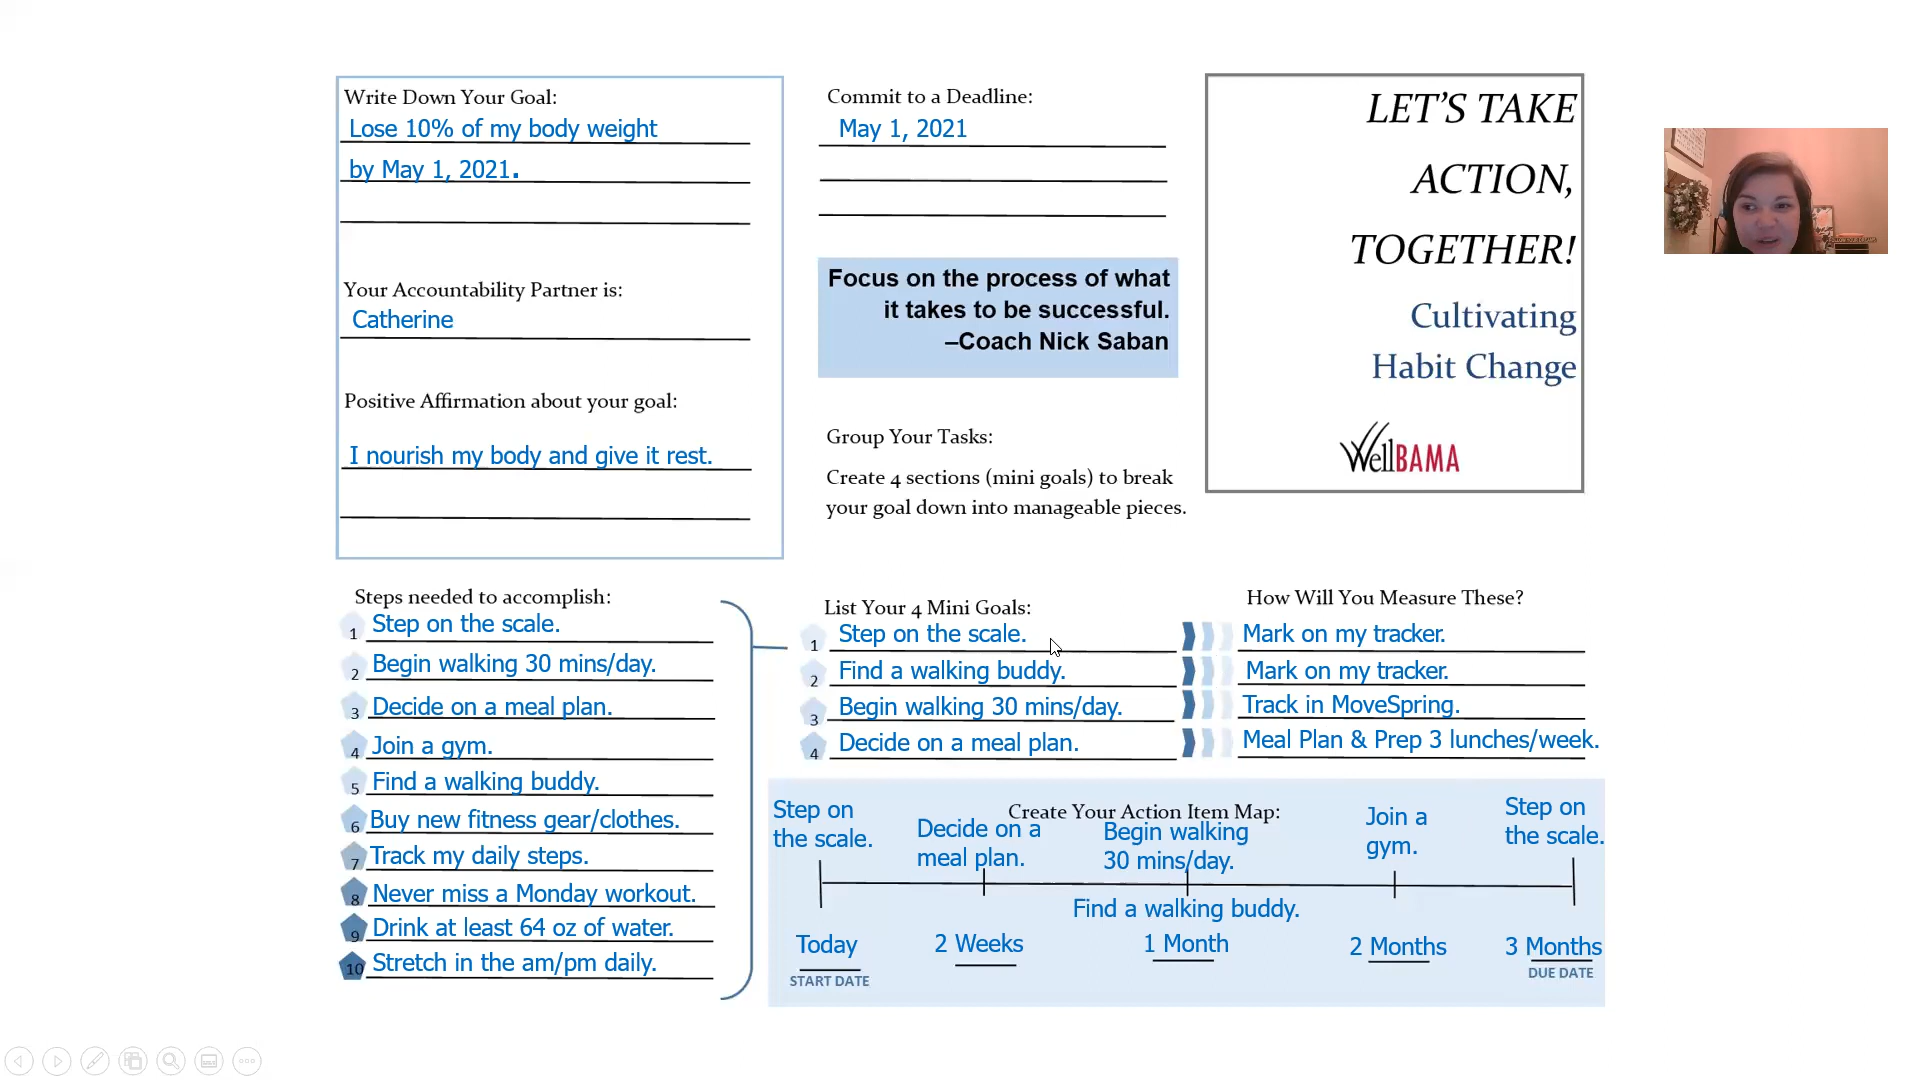 Write Down Your Goal:
Lose 10% of my body weight
by May 1, 2021.
Your Accountability Partner is:
Catherine
Positive Affirmation about your goal:
I nourish my body and give it rest.
Commit to a Deadline:
May 1, 2021
Focus on the process of what
it takes to be successful.
–Coach Nick Saban
Group Your Tasks:
Create 4 sections (mini goals) to break
your goal down into manageable pieces.
LET'S TAKE
ACTION,
TOGETHER!
Cultivating
Habit Change
WellBAMA
Steps needed to accomplish:
1 Step on the scale.
2 Begin walking 30 mins/day.
3 Decide on a meal plan.
4 Join a gym.
5 Find a walking buddy.
6 Buy new fitness gear/clothes.
7 Track my daily steps.
8 Never miss a Monday workout.
9 Drink at least 64 oz of water.
10 Stretch in the am/pm daily.
List Your 4 Mini Goals:
1 Step on the scale.
2 Find a walking buddy.
3 Begin walking 30 mins/day.
4 Decide on a meal plan.
How Will You Measure These?
Mark on my tracker.
Mark on my tracker.
Track in MoveSpring.
Meal Plan & Prep 3 lunches/week.
Create Your Action Item Map:
Step on
the scale.
Decide on a
meal plan.
Begin walking
30 mins/day.
Join a
gym.
Step on
the scale.
Find a walking buddy.
Today
2 Weeks
1 Month
2 Months
3 Months
START DATE
DUE DATE